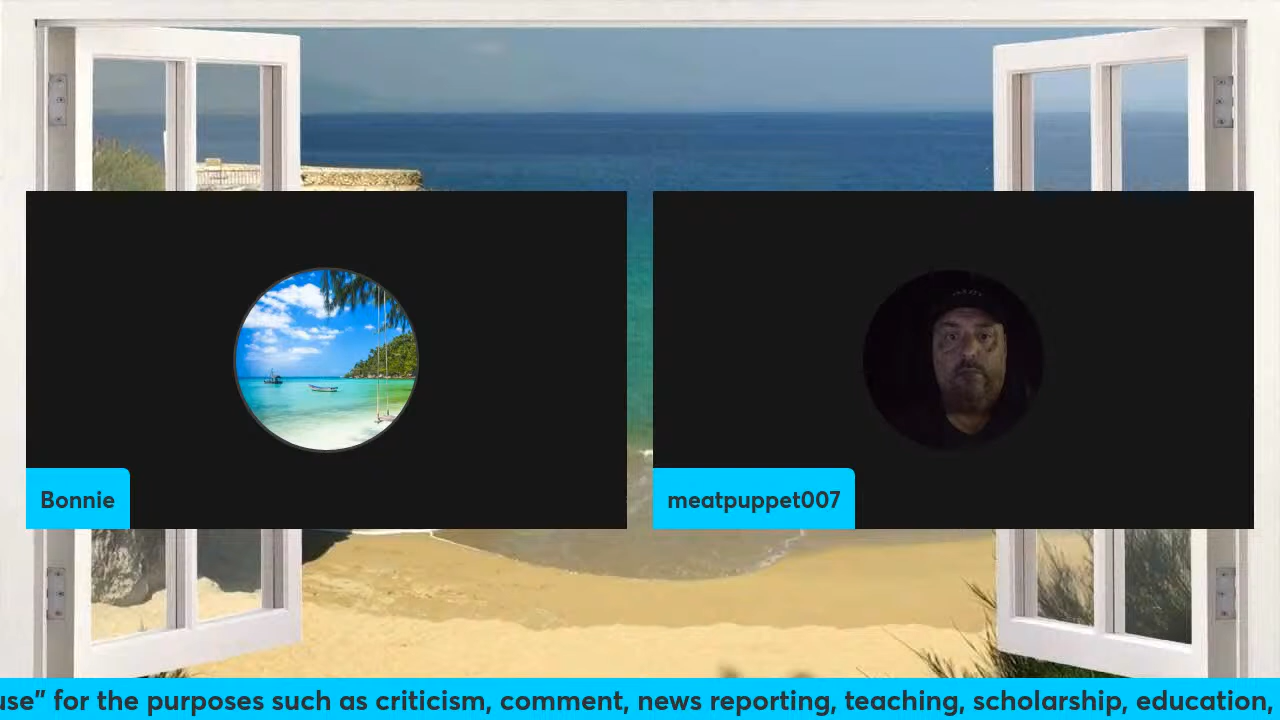 Bonnie
meatpuppet007
use" for the purposes such as criticism, comment, news reporting, teaching, scholarship, education,